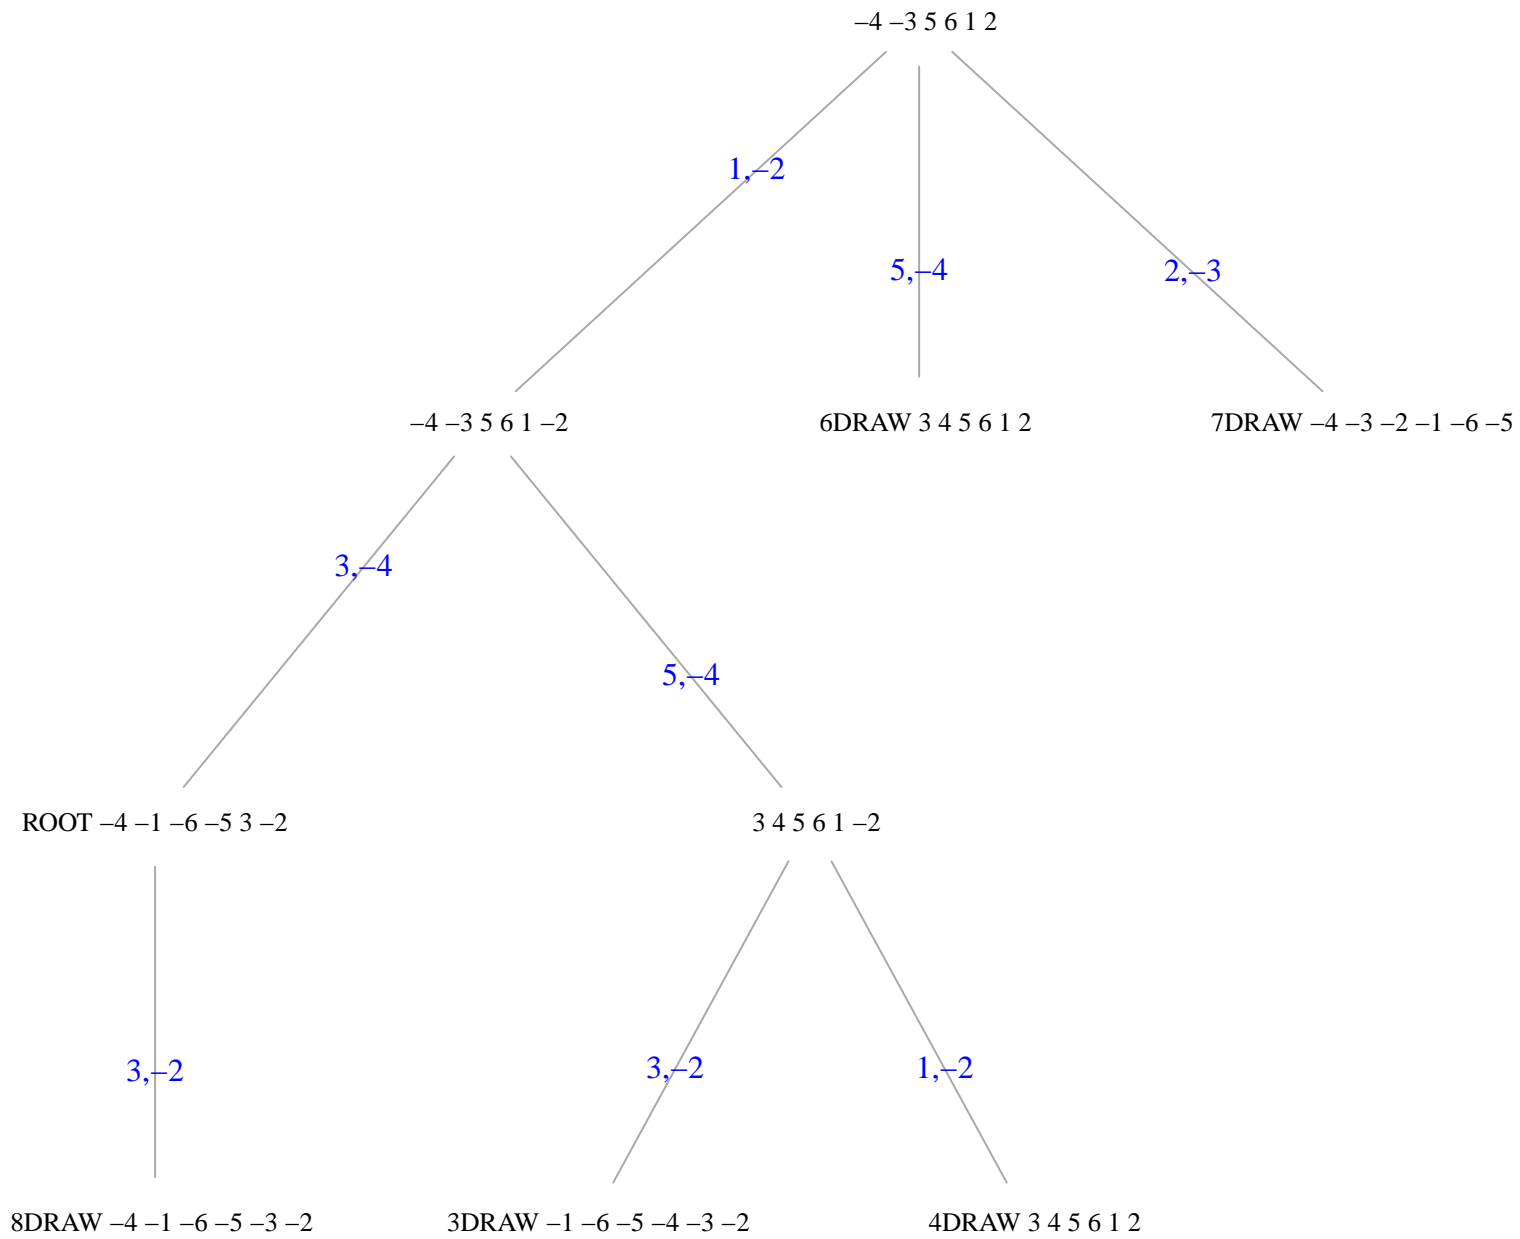 –4 –3 5 6 1 2
1,–2
5,–4
2,–3
–4 –3 5 6 1 –2
6DRAW 3 4 5 6 1 2
7DRAW –4 –3 –2 –1 –6 –5
3,–4
5,–4
ROOT –4 –1 –6 –5 3 –2
3 4 5 6 1 –2
3,–2
3,–2
1,–2
8DRAW –4 –1 –6 –5 –3 –2
3DRAW –1 –6 –5 –4 –3 –2
4DRAW 3 4 5 6 1 2